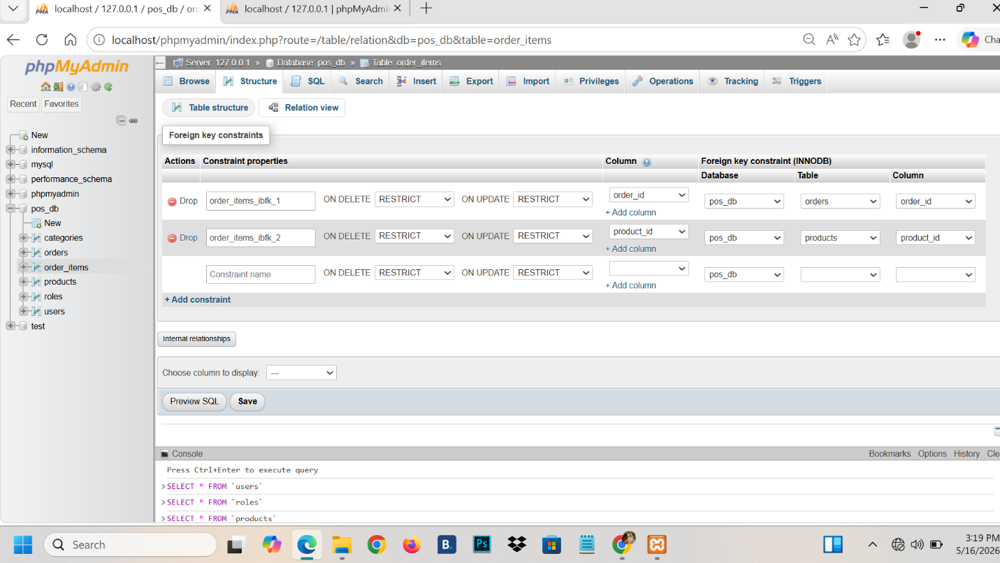 localhost / 127.0.0.1 / pos_db / ord
localhost / 127.0.0.1 | phpMyAdmi
localhost/phpmyadmin/index.php?route=/table/relation&db=pos_db&table=order_items
Cha
phpMyAdmin
Recent Favorites
New
information_schema
mysql
performance_schema
phpmyadmin
pos_db
New
categories
orders
order_items
products
roles
users
test
Server: 127.0.0.1 » Database: pos_db » Table: order_items
Browse Structure SQL Search Insert Export Import Privileges Operations Tracking Triggers
Table structure Relation view
Foreign key constraints
Actions Constraint properties Column Foreign key constraint (INNODB)
Database Table Column
Drop order_items_ibfk_1 ON DELETE RESTRICT ON UPDATE RESTRICT order_id pos_db orders order_id
+ Add column
Drop order_items_ibfk_2 ON DELETE RESTRICT ON UPDATE RESTRICT product_id pos_db products product_id
+ Add column
Constraint name ON DELETE RESTRICT ON UPDATE RESTRICT pos_db
+ Add column
+ Add constraint
Internal relationships
Choose column to display: ---
Preview SQL Save
Console Bookmarks Options History Cle
Press Ctrl+Enter to execute query
>SELECT * FROM `users`
>SELECT * FROM `roles`
>SELECT * FROM `products`
Search
B.
Ps
3:19 PM
5/16/2026